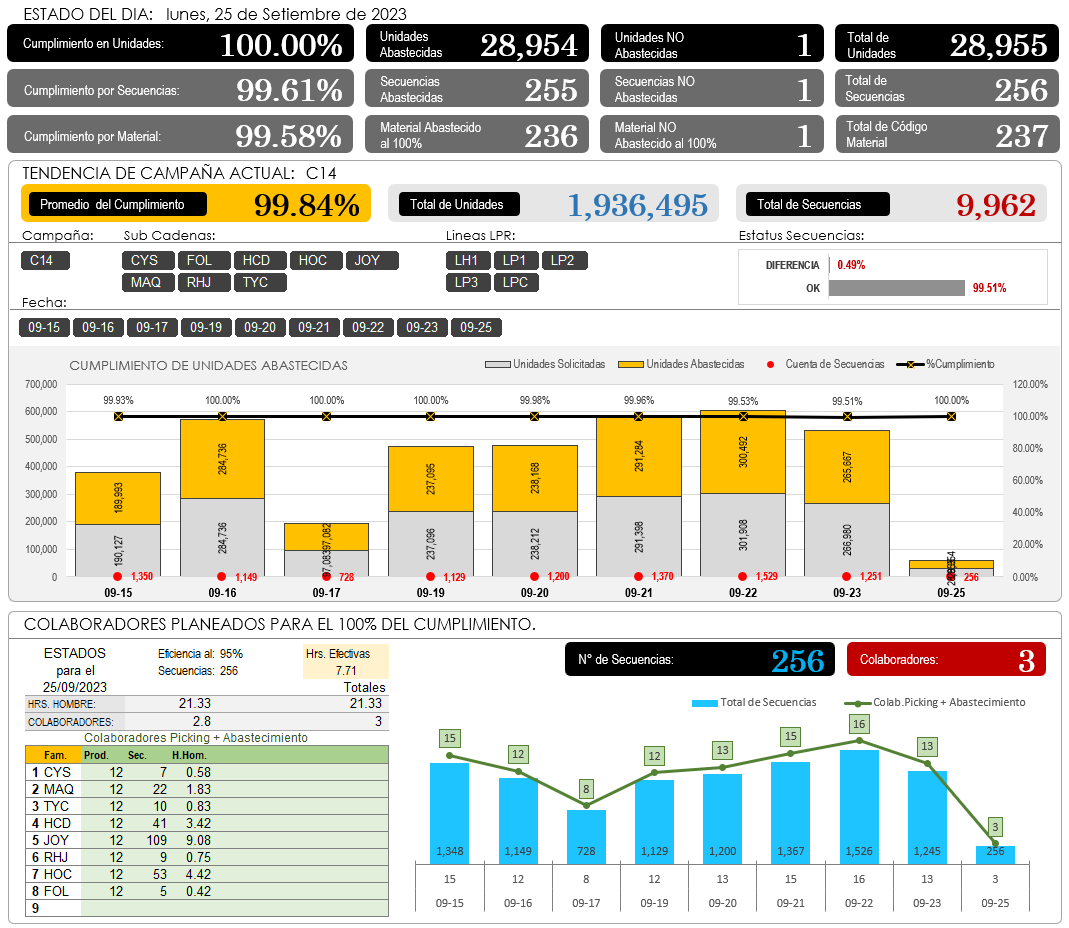 ESTADO DEL DIA: lunes, 25 de Setiembre de 2023
Cumplimiento en Unidades: 100.00%
Unidades Abastecidas 28,954
Unidades NO Abastecidas 1
Total de Unidades 28,955
Cumplimiento por Secuencias: 99.61%
Secuencias Abastecidas 255
Secuencias NO Abastecidas 1
Total de Secuencias 256
Cumplimiento por Material: 99.58%
Material Abastecido al 100% 236
Material NO Abastecido al 100% 1
Total de Código Material 237
TENDENCIA DE CAMPAÑA ACTUAL: C14
Promedio del Cumplimiento 99.84%
Total de Unidades 1,936,495
Total de Secuencias 9,962
Campaña: Sub Cadenas: Lineas LPR: Estatus Secuencias:
C14 CYS FOL HCD HOC JOY LH1 LP1 LP2
MAQ RHJ TYC LP3 LPC
DIFERENCIA 0.49%
OK 99.51%
Fecha:
09-15 09-16 09-17 09-19 09-20 09-21 09-22 09-23 09-25
CUMPLIMIENTO DE UNIDADES ABASTECIDAS
Unidades Solicitadas Unidades Abastecidas Cuenta de Secuencias %Cumplimiento
700,000 120.00%
600,000 100.00%
500,000 80.00%
400,000
300,000 60.00%
200,000 40.00%
100,000 20.00%
0 0.00%
99.93% 100.00% 100.00% 100.00% 99.98% 99.96% 99.53% 99.51% 100.00%
189,993 284,736 97,082 237,095 238,168 291,284 300,492 265,667
190,127 284,736 237,096 238,212 291,398 301,908 266,980
1,350 1,149 728 1,129 1,200 1,370 1,529 1,251 256
09-15 09-16 09-17 09-19 09-20 09-21 09-22 09-23 09-25
COLABORADORES PLANEADOS PARA EL 100% DEL CUMPLIMIENTO.
ESTADOS para el 25/09/2023
Eficiencia al: 95%
Secuencias: 256
Hrs. Efectivas
7.71
Totales
HRS. HOMBRE: 21.33 21.33
COLABORADORES: 2.8 3
Colaboradores Picking + Abastecimiento
Fam. Prod. Sec. H.Hom.
1 CYS 12 7 0.58
2 MAQ 12 22 1.83
3 TYC 12 10 0.83
4 HCD 12 41 3.42
5 JOY 12 109 9.08
6 RHJ 12 9 0.75
7 HOC 12 53 4.42
8 FOL 12 5 0.42
9
N° de Secuencias: 256
Colaboradores: 3
Total de Secuencias Colab.Picking + Abastecimiento
15 12 8 12 13 15 16 13 3
1,348 1,149 728 1,129 1,200 1,367 1,526 1,245 256
15 12 8 12 13 15 16 13 3
09-15 09-16 09-17 09-19 09-20 09-21 09-22 09-23 09-25